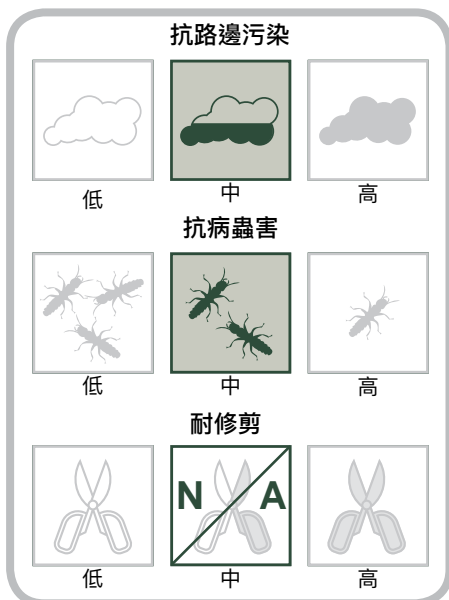 抗路邊污染
低 中 高
抗病蟲害
低 中 高
耐修剪
N A
低 中 高